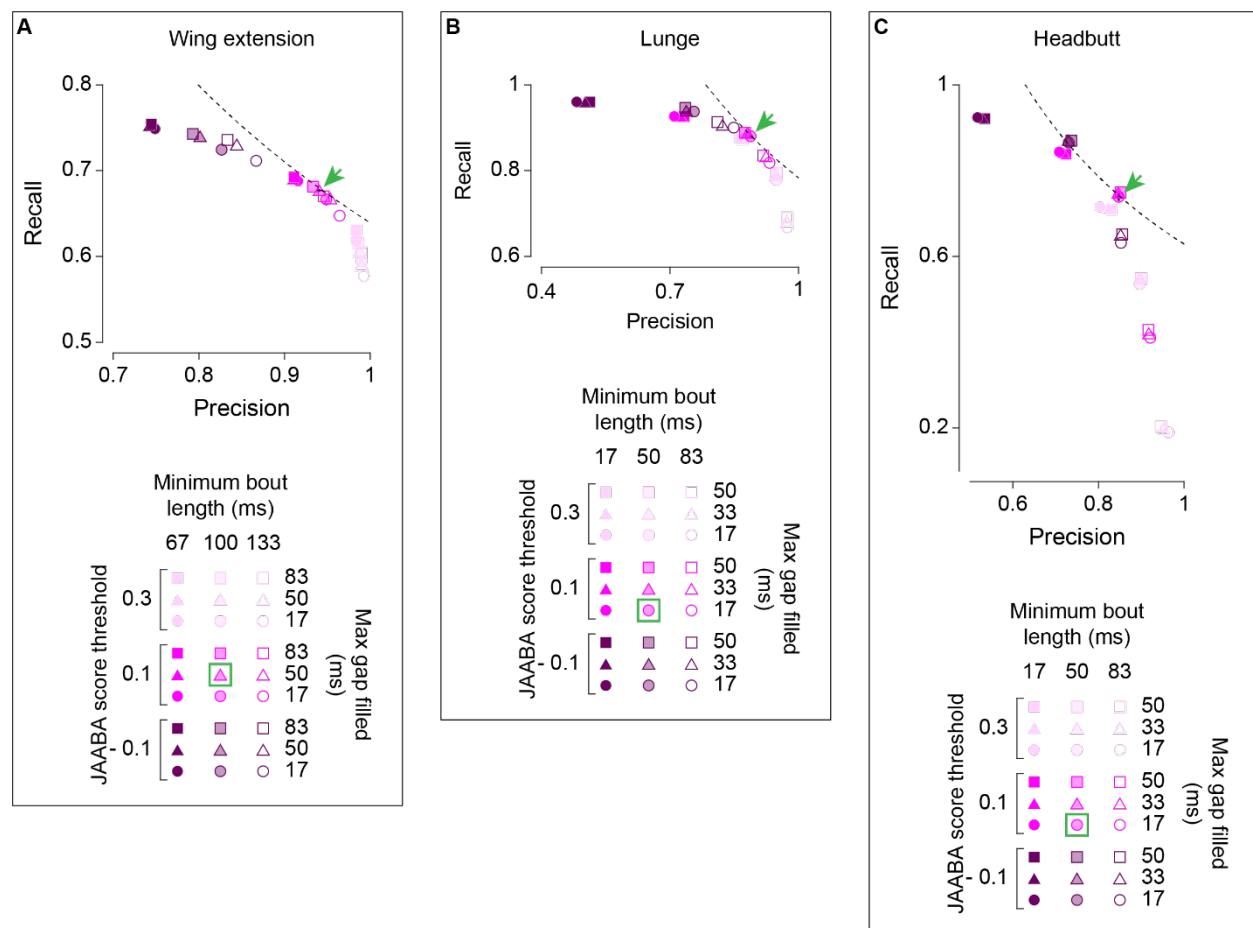 A
Wing extension
0.8
0.7
0.6
0.5
Recall
0.7
0.8
0.9
1
Precision
Minimum bout
length (ms)
67 100 133
JAABA score threshold
0.3
0.1
- 0.1
83
50
17
83
50
17
83
50
17
Max gap filled
(ms)
B
Lunge
1
0.8
0.6
Recall
0.4
0.7
1
Precision
Minimum bout
length (ms)
17 50 83
JAABA score threshold
0.3
0.1
- 0.1
50
33
17
50
33
17
50
33
17
Max gap filled
(ms)
C
Headbutt
1
0.6
0.2
Recall
0.6
0.8
1
Precision
Minimum bout
length (ms)
17 50 83
JAABA score threshold
0.3
0.1
- 0.1
50
33
17
50
33
17
50
33
17
Max gap filled
(ms)